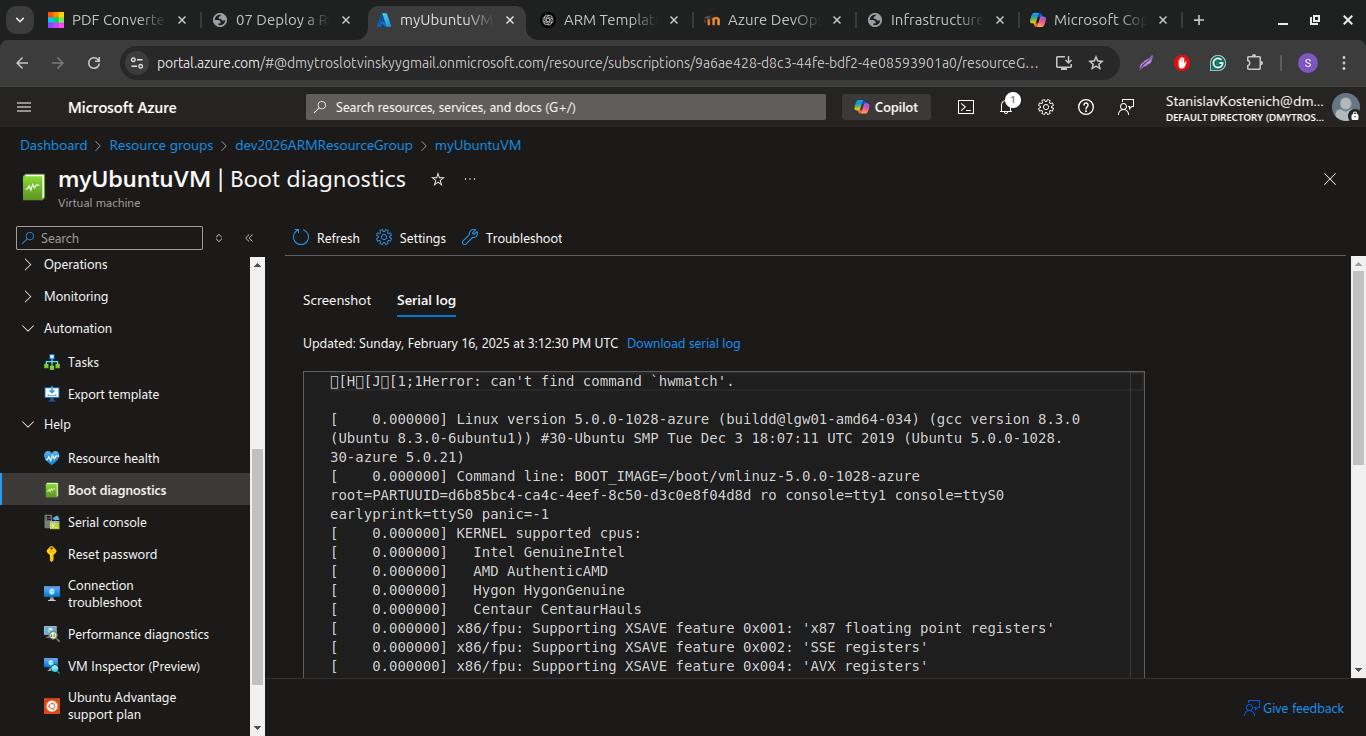 PDF Converte
07 Deploy a R
myUbuntuVM
ARM Templat
Azure DevOp
Infrastructure
Microsoft Cop
portal.azure.com/#@dmytroslotvinskyygmail.onmicrosoft.com/resource/subscriptions/9a6ae428-d8c3-44fe-bdf2-4e08593901a0/resourceG...
S
Microsoft Azure
Search resources, services, and docs (G+/)
Copilot
1
StanislavKostenich@dm...
DEFAULT DIRECTORY (DMYTROS...
Dashboard > Resource groups > dev2026ARMResourceGroup > myUbuntuVM
myUbuntuVM | Boot diagnostics
Virtual machine
Search
Operations
Monitoring
Automation
Tasks
Export template
Help
Resource health
Boot diagnostics
Serial console
Reset password
Connection
troubleshoot
Performance diagnostics
VM Inspector (Preview)
Ubuntu Advantage
support plan
Refresh
Settings
Troubleshoot
Screenshot
Serial log
Updated: Sunday, February 16, 2025 at 3:12:30 PM UTC Download serial log
□[H□[J□[1;1Herror: can't find command `hwmatch'.
[    0.000000] Linux version 5.0.0-1028-azure (buildd@lgw01-amd64-034) (gcc version 8.3.0
(Ubuntu 8.3.0-6ubuntu1)) #30-Ubuntu SMP Tue Dec 3 18:07:11 UTC 2019 (Ubuntu 5.0.0-1028.
30-azure 5.0.21)
[    0.000000] Command line: BOOT_IMAGE=/boot/vmlinuz-5.0.0-1028-azure
root=PARTUUID=d6b85bc4-ca4c-4eef-8c50-d3c0e8f04d8d ro console=tty1 console=ttyS0
earlyprintk=ttyS0 panic=-1
[    0.000000] KERNEL supported cpus:
[    0.000000]   Intel GenuineIntel
[    0.000000]   AMD AuthenticAMD
[    0.000000]   Hygon HygonGenuine
[    0.000000]   Centaur CentaurHauls
[    0.000000] x86/fpu: Supporting XSAVE feature 0x001: 'x87 floating point registers'
[    0.000000] x86/fpu: Supporting XSAVE feature 0x002: 'SSE registers'
[    0.000000] x86/fpu: Supporting XSAVE feature 0x004: 'AVX registers'
Give feedback